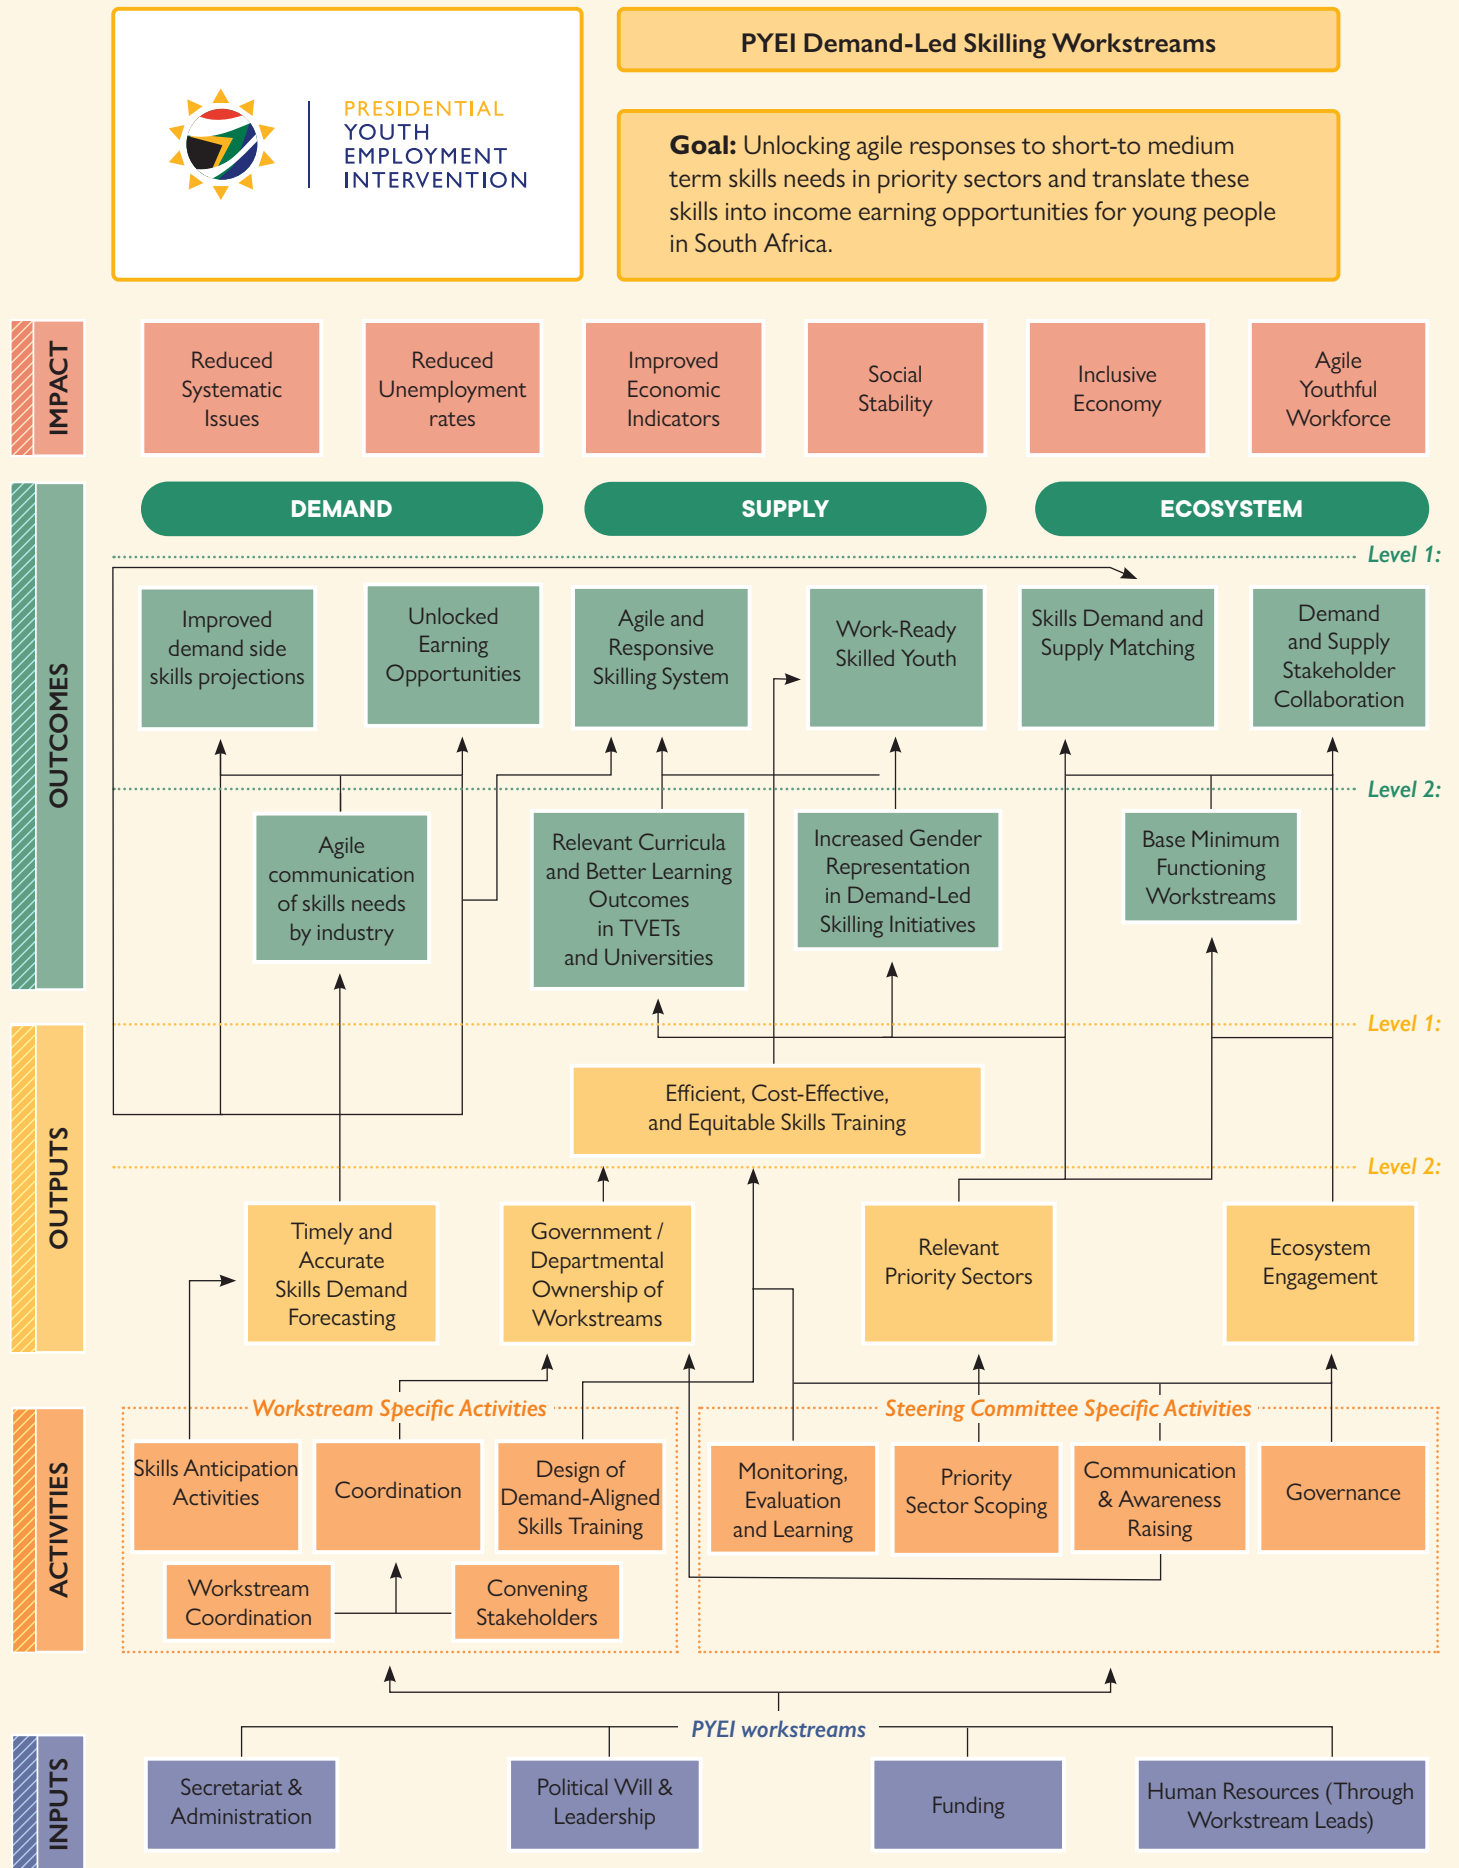 PRESIDENTIAL
YOUTH
EMPLOYMENT
INTERVENTION
PYEI Demand-Led Skilling Workstreams
Goal: Unlocking agile responses to short-to medium
term skills needs in priority sectors and translate these
skills into income earning opportunities for young people
in South Africa.
IMPACT
Reduced
Systematic
Issues
Reduced
Unemployment
rates
Improved
Economic
Indicators
Social
Stability
Inclusive
Economy
Agile
Youthful
Workforce
OUTCOMES
DEMAND
SUPPLY
ECOSYSTEM
Level 1:
Improved
demand side
skills projections
Unlocked
Earning
Opportunities
Agile and
Responsive
Skilling System
Work-Ready
Skilled Youth
Skills Demand and
Supply Matching
Demand
and Supply
Stakeholder
Collaboration
Level 2:
Agile
communication
of skills needs
by industry
Relevant Curricula
and Better Learning
Outcomes
in TVETs
and Universities
Increased Gender
Representation
in Demand-Led
Skilling Initiatives
Base Minimum
Functioning
Workstreams
OUTPUTS
Level 1:
Efficient, Cost-Effective,
and Equitable Skills Training
Level 2:
Timely and
Accurate
Skills Demand
Forecasting
Government /
Departmental
Ownership of
Workstreams
Relevant
Priority Sectors
Ecosystem
Engagement
ACTIVITIES
Workstream Specific Activities
Skills Anticipation
Activities
Coordination
Design of
Demand-Aligned
Skills Training
Workstream
Coordination
Convening
Stakeholders
Steering Committee Specific Activities
Monitoring,
Evaluation
and Learning
Priority
Sector Scoping
Communication
& Awareness
Raising
Governance
INPUTS
PYEI workstreams
Secretariat &
Administration
Political Will &
Leadership
Funding
Human Resources (Through
Workstream Leads)